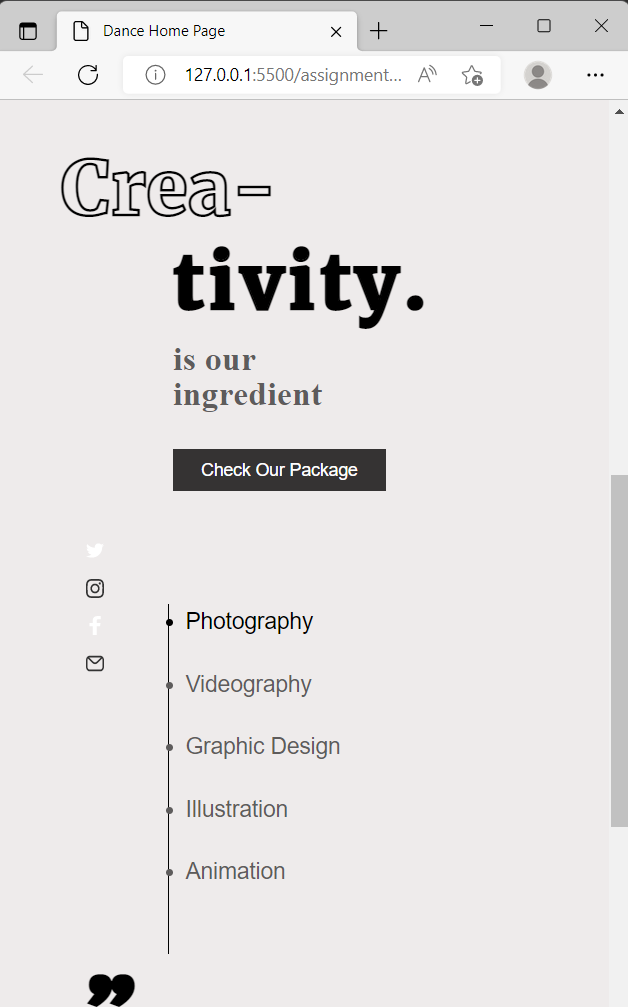 Dance Home Page
127.0.0.1:5500/assignment...
Crea-
tivity.
is our
ingredient
Check Our Package
Photography
Videography
Graphic Design
Illustration
Animation
”